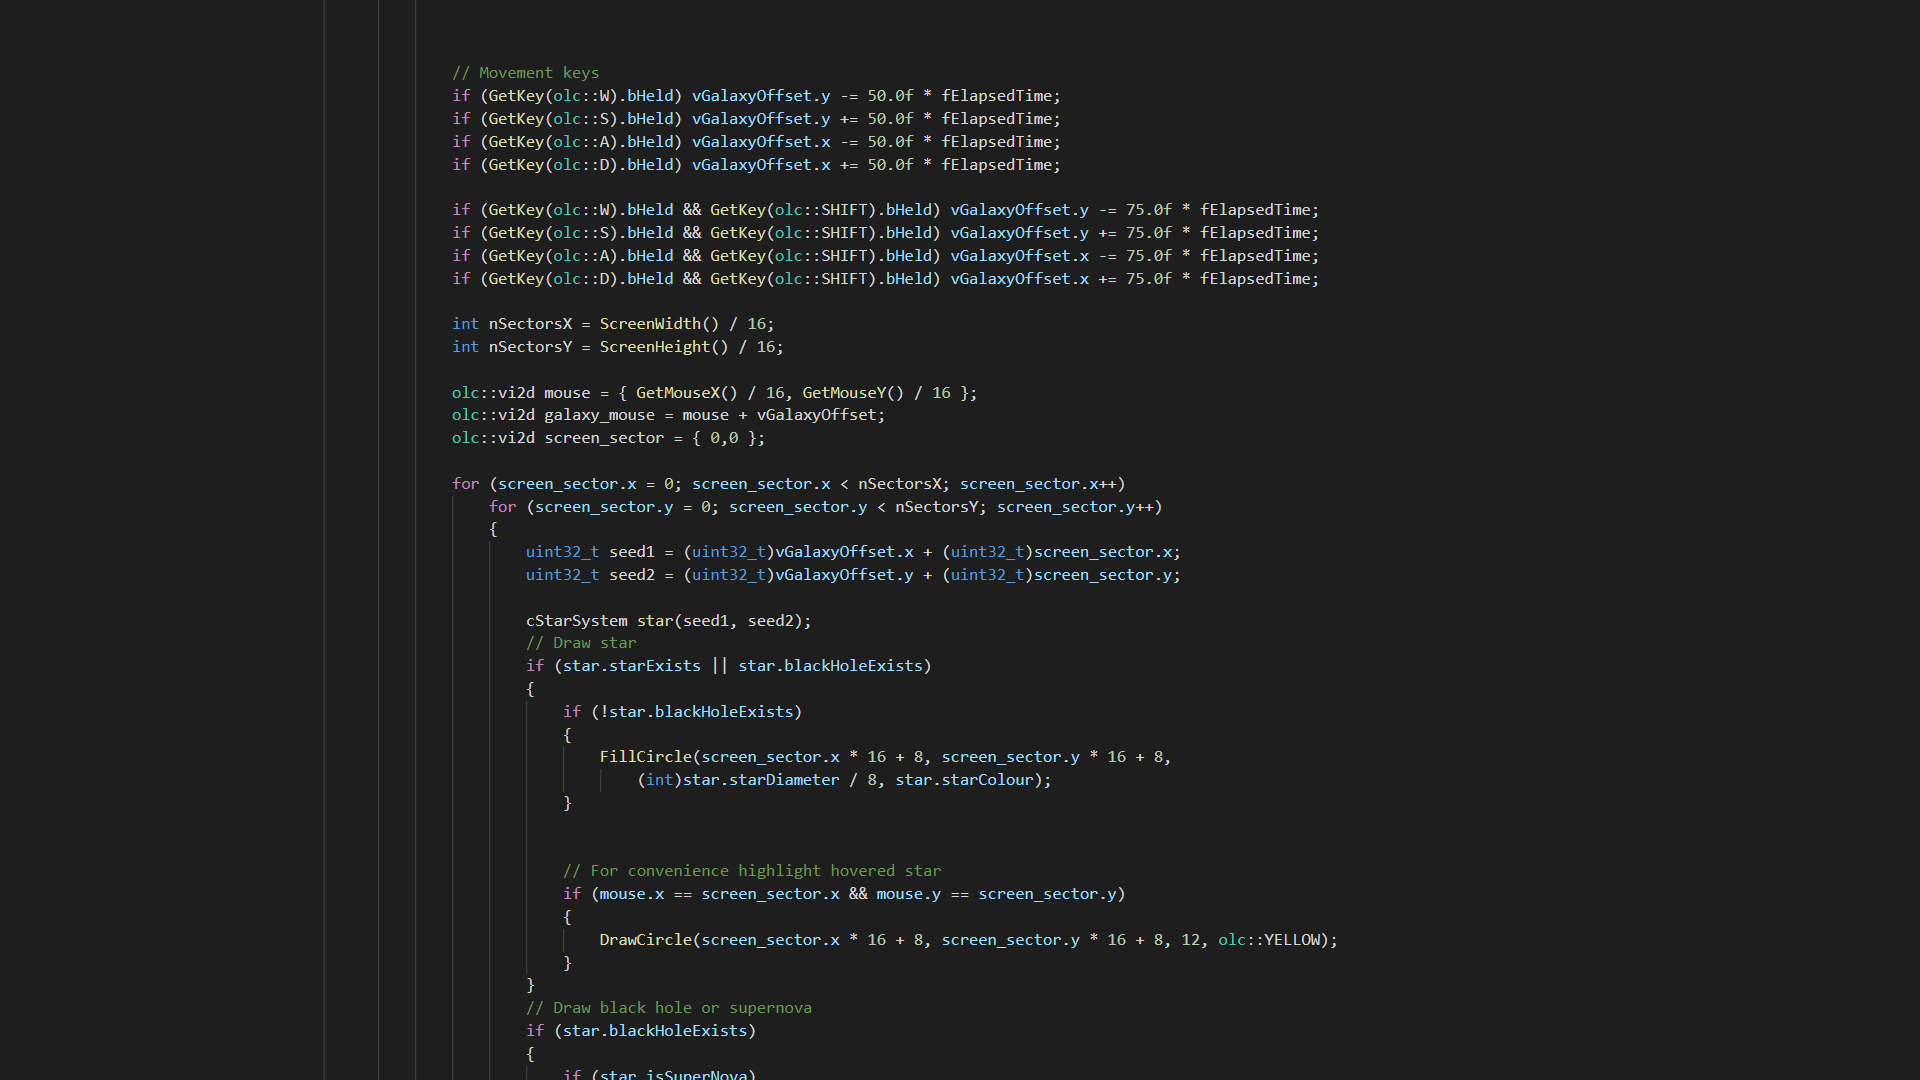 // Movement keys
if (GetKey(olc::W).bHeld) vGalaxyOffset.y -= 50.0f * fElapsedTime;
if (GetKey(olc::S).bHeld) vGalaxyOffset.y += 50.0f * fElapsedTime;
if (GetKey(olc::A).bHeld) vGalaxyOffset.x -= 50.0f * fElapsedTime;
if (GetKey(olc::D).bHeld) vGalaxyOffset.x += 50.0f * fElapsedTime;
if (GetKey(olc::W).bHeld && GetKey(olc::SHIFT).bHeld) vGalaxyOffset.y -= 75.0f * fElapsedTime;
if (GetKey(olc::S).bHeld && GetKey(olc::SHIFT).bHeld) vGalaxyOffset.y += 75.0f * fElapsedTime;
if (GetKey(olc::A).bHeld && GetKey(olc::SHIFT).bHeld) vGalaxyOffset.x -= 75.0f * fElapsedTime;
if (GetKey(olc::D).bHeld && GetKey(olc::SHIFT).bHeld) vGalaxyOffset.x += 75.0f * fElapsedTime;
int nSectorsX = ScreenWidth() / 16;
int nSectorsY = ScreenHeight() / 16;
olc::vi2d mouse = { GetMouseX() / 16, GetMouseY() / 16 };
olc::vi2d galaxy_mouse = mouse + vGalaxyOffset;
olc::vi2d screen_sector = { 0,0 };
for (screen_sector.x = 0; screen_sector.x < nSectorsX; screen_sector.x++)
for (screen_sector.y = 0; screen_sector.y < nSectorsY; screen_sector.y++)
{
uint32_t seed1 = (uint32_t)vGalaxyOffset.x + (uint32_t)screen_sector.x;
uint32_t seed2 = (uint32_t)vGalaxyOffset.y + (uint32_t)screen_sector.y;
cStarSystem star(seed1, seed2);
// Draw star
if (star.starExists || star.blackHoleExists)
{
if (!star.blackHoleExists)
{
FillCircle(screen_sector.x * 16 + 8, screen_sector.y * 16 + 8,
(int)star.starDiameter / 8, star.starColour);
}
// For convenience highlight hovered star
if (mouse.x == screen_sector.x && mouse.y == screen_sector.y)
{
DrawCircle(screen_sector.x * 16 + 8, screen_sector.y * 16 + 8, 12, olc::YELLOW);
}
}
// Draw black hole or supernova
if (star.blackHoleExists)
{
if (star.isSuperNova)